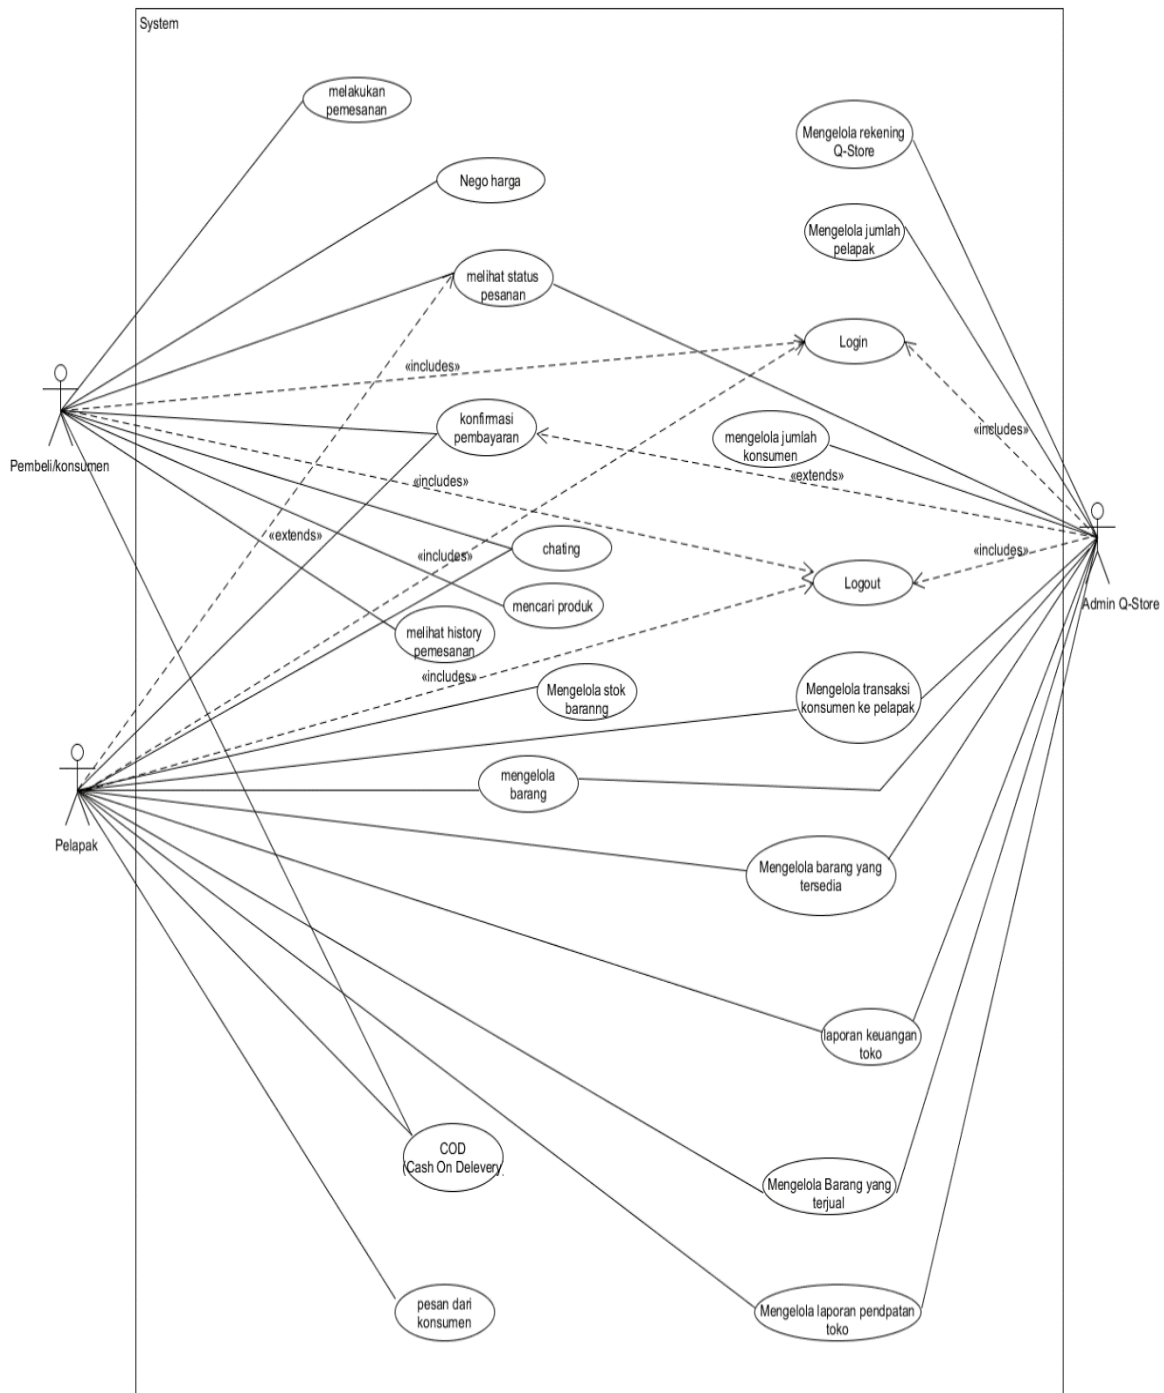 System
melakukan
pemesanan
Mengelola rekening
Q-Store
Nego harga
Mengelola jumlah
pelapak
melihat status
pesanan
Login
«includes»
konfirmasi
pembayaran
mengelola jumlah
konsumen
«includes»
Pembeli/konsumen
«includes»
«extends»
«extends»
chating
«includes»
«includes»
Logout
Admin Q-Store
mencari produk
melihat history
pemesanan
«includes»
Mengelola stok
baranng
Mengelola transaksi
konsumen ke pelapak
mengelola
barang
Pelapak
Mengelola barang yang
tersedia
laporan keuangan
toko
COD
(Cash On Delevery
Mengelola Barang yang
terjual
pesan dari
konsumen
Mengelola laporan pendpatan
toko